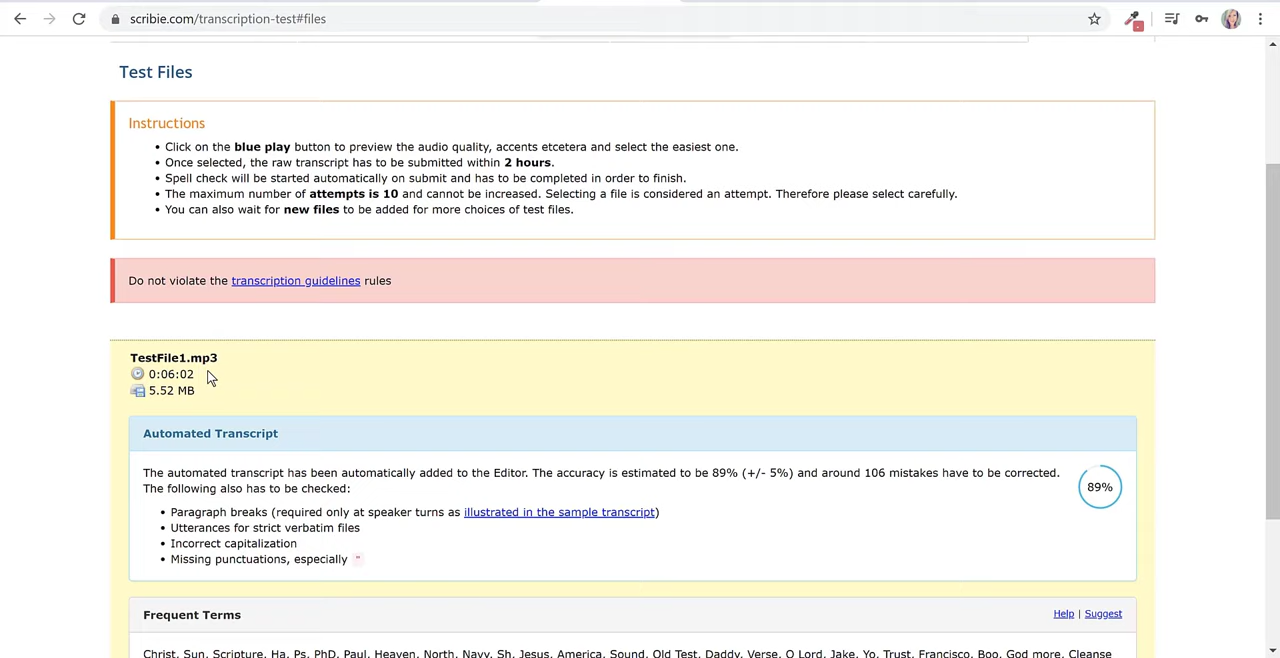 scribie.com/transcription-test#files
Test Files
Instructions
Click on the blue play button to preview the audio quality, accents etcetera and select the easiest one.
Once selected, the raw transcript has to be submitted within 2 hours.
Spell check will be started automatically on submit and has to be completed in order to finish.
The maximum number of attempts is 10 and cannot be increased. Selecting a file is considered an attempt. Therefore please select carefully.
You can also wait for new files to be added for more choices of test files.
Do not violate the transcription guidelines rules
TestFile1.mp3
0:06:02
5.52 MB
Automated Transcript
The automated transcript has been automatically added to the Editor. The accuracy is estimated to be 89% (+/- 5%) and around 106 mistakes have to be corrected.
The following also has to be checked:
89%
Paragraph breaks (required only at speaker turns as illustrated in the sample transcript)
Utterances for strict verbatim files
Incorrect capitalization
Missing punctuations, especially "
Frequent Terms
Help | Suggest
Christ, Sun, Scripture, Ha, Ps, PhD, Paul, Heaven, North, Navy, Sh, Jesus, America, Sound, Old Test, Daddy, Verse, O Lord, Jake, Yo, Trust, Francisco, Boo, God more, Cleanse